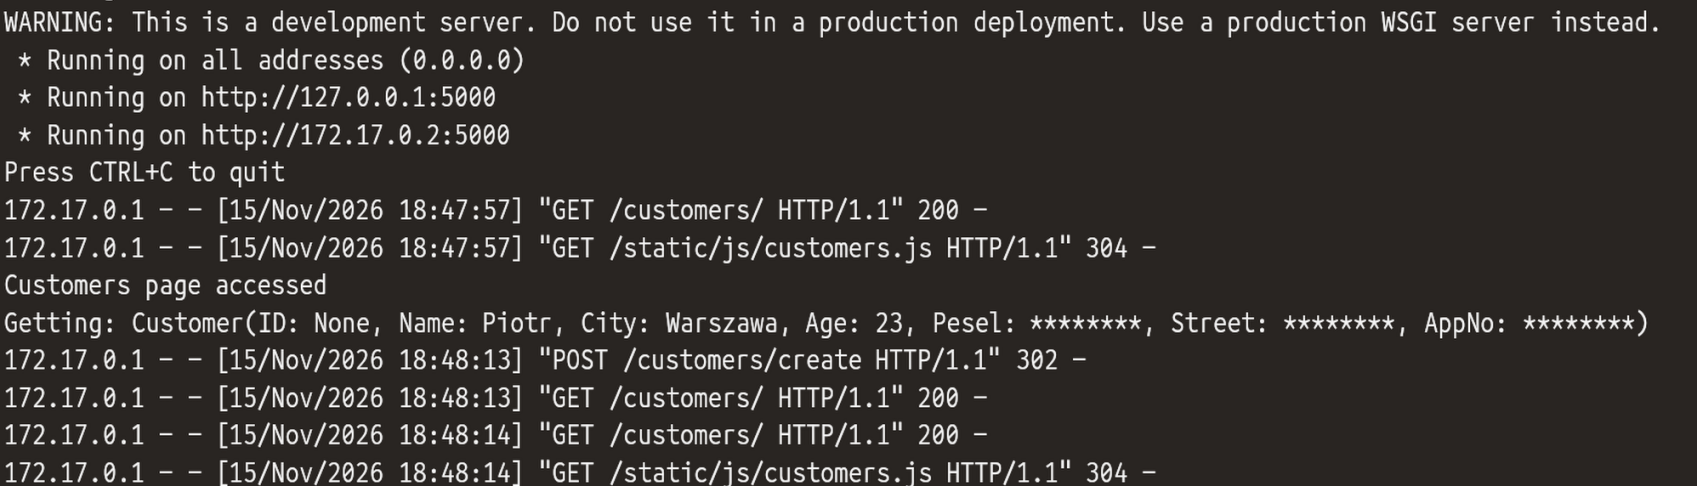 WARNING: This is a development server. Do not use it in a production deployment. Use a production WSGI server instead.
 * Running on all addresses (0.0.0.0)
 * Running on http://127.0.0.1:5000
 * Running on http://172.17.0.2:5000
Press CTRL+C to quit
172.17.0.1 - - [15/Nov/2026 18:47:57] "GET /customers/ HTTP/1.1" 200 -
172.17.0.1 - - [15/Nov/2026 18:47:57] "GET /static/js/customers.js HTTP/1.1" 304 -
Customers page accessed
Getting: Customer(ID: None, Name: Piotr, City: Warszawa, Age: 23, Pesel: ********, Street: ********, AppNo: ********)
172.17.0.1 - - [15/Nov/2026 18:48:13] "POST /customers/create HTTP/1.1" 302 -
172.17.0.1 - - [15/Nov/2026 18:48:13] "GET /customers/ HTTP/1.1" 200 -
172.17.0.1 - - [15/Nov/2026 18:48:14] "GET /customers/ HTTP/1.1" 200 -
172.17.0.1 - - [15/Nov/2026 18:48:14] "GET /static/js/customers.js HTTP/1.1" 304 -